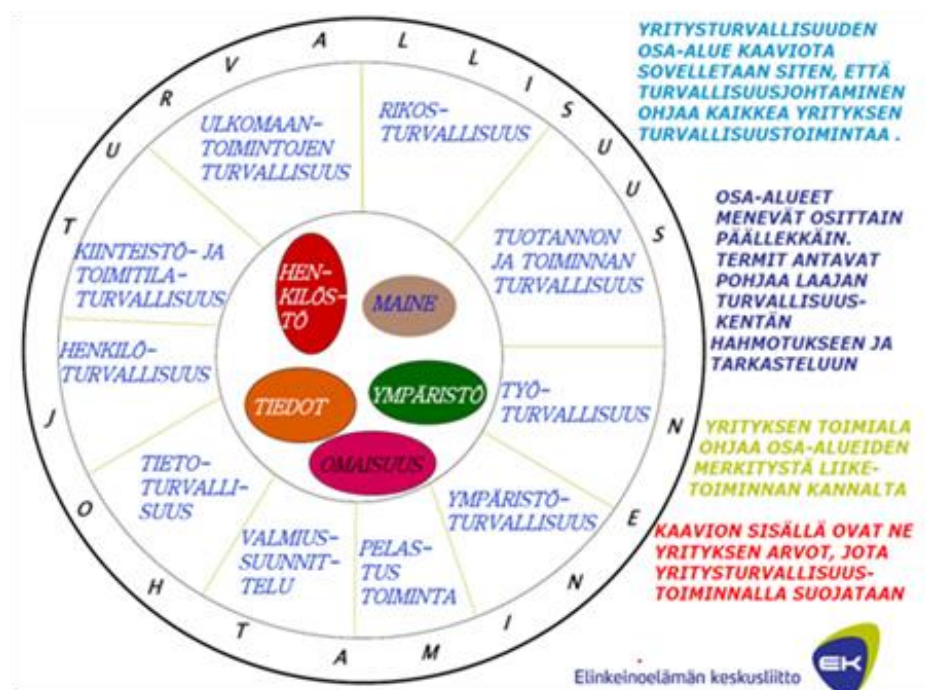 TURVALLISUUSJOHTAMINEN
RIKOS-
TURVALLISUUS
TUOTANNON
JA TOIMINNAN
TURVALLISUUS
TYÖ-
TURVALLISUUS
YMPÄRISTÖ-
TURVALLISUUS
PELAS-
TUS
TOIMINTA
VALMIUS-
SUUNNIT-
TELU
TIETO-
TURVALLI-
SUUS
HENKILÖ-
TURVALLISUUS
KIINTEISTÖ- JA
TOIMITILA-
TURVALLISUUS
ULKOMAAN-
TOIMINTOJEN
TURVALLISUUS
HEN-
KILÖS-
TÖ
MAINE
TIEDOT
YMPÄRISTÖ
OMAISUUS
YRITYSTURVALLISUUDEN
OSA-ALUE KAAVIOTA
SOVELLETAAN SITEN, ETTÄ
TURVALLISUUSJOHTAMINEN
OHJAA KAIKKEA YRITYKSEN
TURVALLISUUSTOIMINTAA .
OSA-ALUEET
MENEVÄT OSITTAIN
PÄÄLLEKKÄIN.
TERMIT ANTAVAT
POHJAA LAAJAN
TURVALLISUUS-
KENTÄN
HAHMOTUKSEEN JA
TARKASTELUUN
YRITYKSEN TOIMIALA
OHJAA OSA-ALUEIDEN
MERKITYSTÄ LIIKE-
TOIMINNAN KANNALTA
KAAVION SISÄLLÄ OVAT NE
YRITYKSEN ARVOT, JOTA
YRITYSTURVALLISUUS-
TOIMINNALLA SUOJATAAN
Elinkeinoelämän keskusliitto
EK